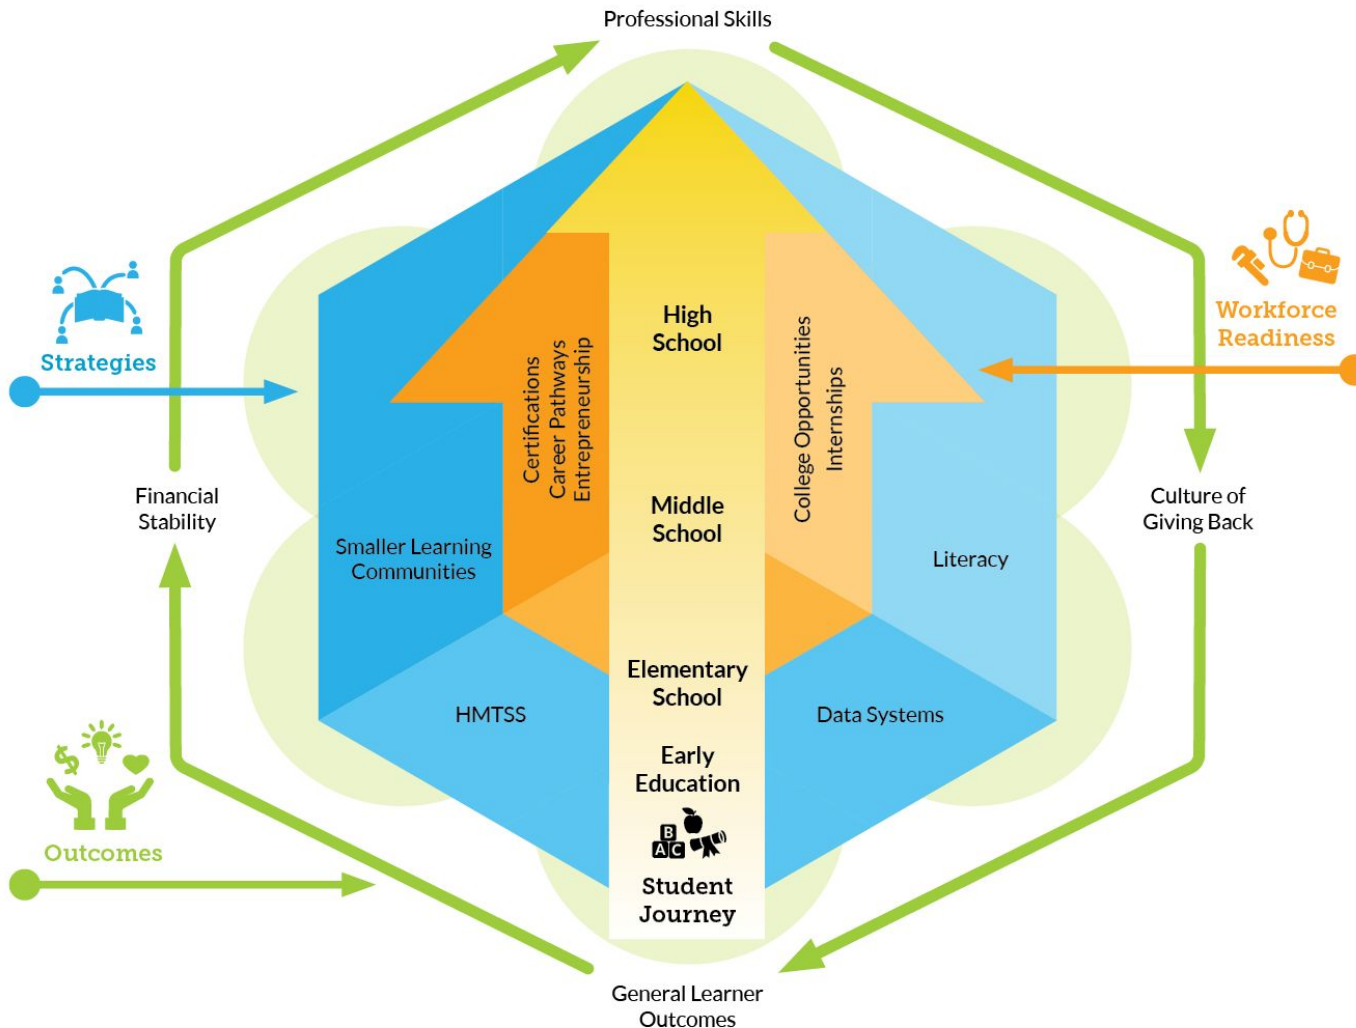 Professional Skills
Strategies
Workforce
Readiness
High
School
Certifications
Career Pathways
Entrepreneurship
College Opportunities
Internships
Financial
Stability
Middle
School
Culture of
Giving Back
Smaller Learning
Communities
Literacy
Elementary
School
HMTSS
Data Systems
Early
Education
B
A C
Outcomes
Student
Journey
General Learner
Outcomes